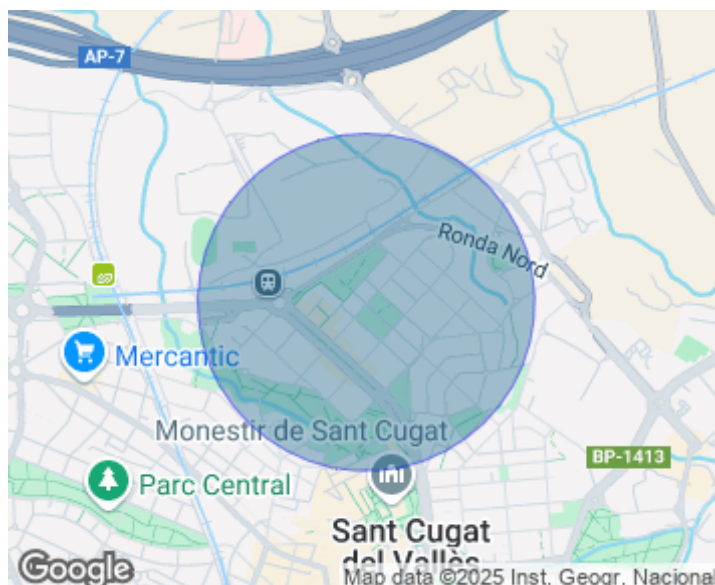 AP-7
Ronda Nord
Mercantic
Monestir de Sant Cugat
BP-1413
Parc Central
Sant Cugat
del Vallès
Google
Map data ©2025 Inst. Geogr. Nacional